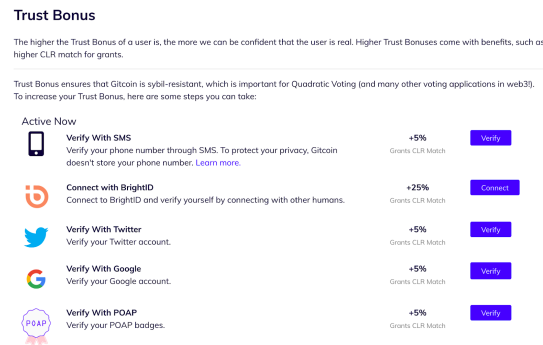 Trust Bonus
The higher the Trust Bonus of a user is, the more we can be confident that the user is real. Higher Trust Bonuses come with benefits, such as
higher CLR match for grants.
Trust Bonus ensures that Gitcoin is sybil-resistant, which is important for Quadratic Voting (and many other voting applications in web3!).
To increase your Trust Bonus, here are some steps you can take:
Active Now
Verify With SMS +5% Verify
Verify your phone number through SMS. To protect your privacy, Gitcoin Grants CLR Match
doesn't store your phone number. Learn more.
Connect with BrightID +25% Connect
Connect to BrightID and verify yourself by connecting with other humans. Grants CLR Match
Verify With Twitter +5% Verify
Verify your Twitter account. Grants CLR Match
Verify With Google +5% Verify
Verify your Google account. Grants CLR Match
Verify With POAP +5% Verify
POAP Verify your POAP badges. Grants CLR Match